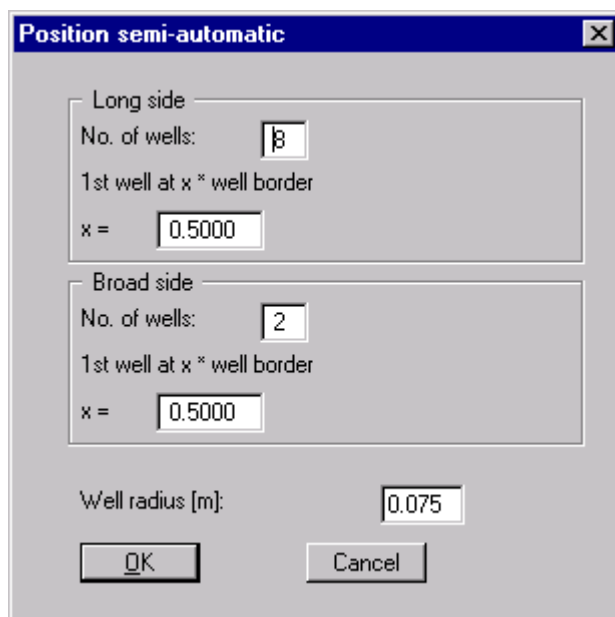 Position semi-automatic
Long side
No. of wells: 8
1st well at x * well border
x = 0.5000
Broad side
No. of wells: 2
1st well at x * well border
x = 0.5000
Well radius [m]: 0.075
OK Cancel